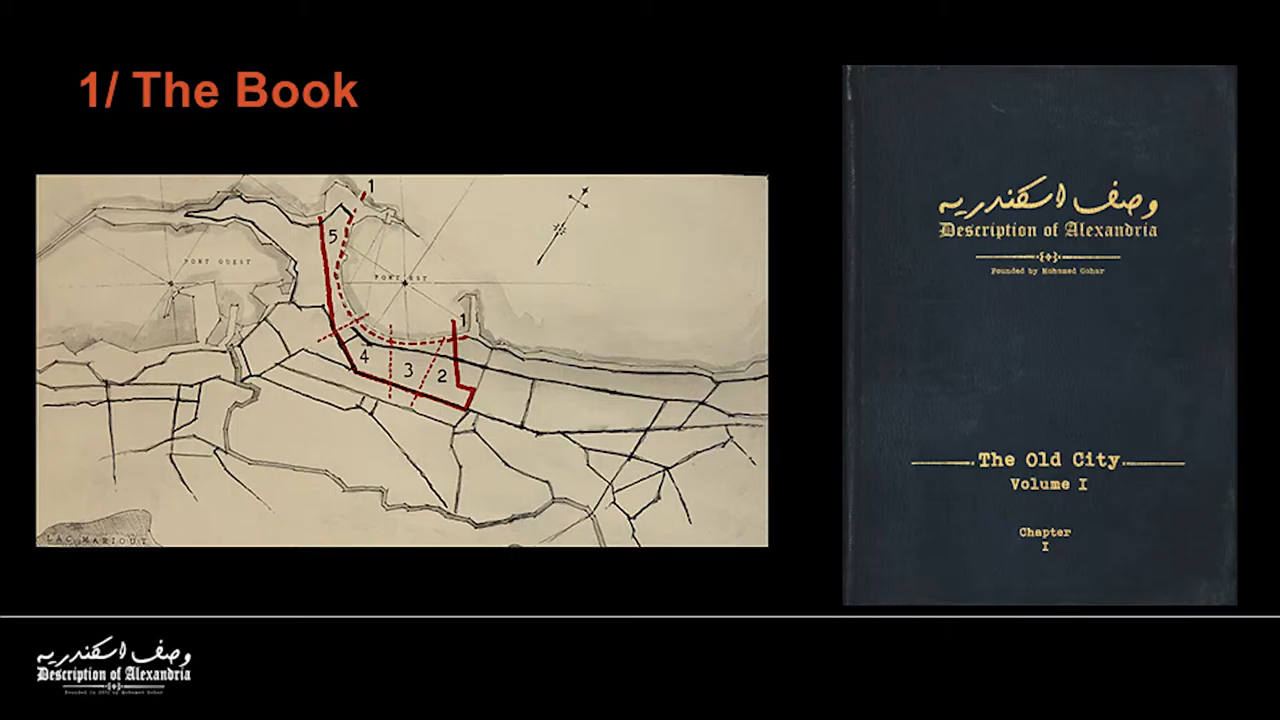 1/ The Book
1
5
PORT OUEST
PORT EST
1
4
3
2
LAC MARIOUT
وصف اسكندريه
Description of Alexandria
Founded by Mohamed Gohar
The Old City
Volume I
Chapter
I
وصف اسكندريه
Description of Alexandria